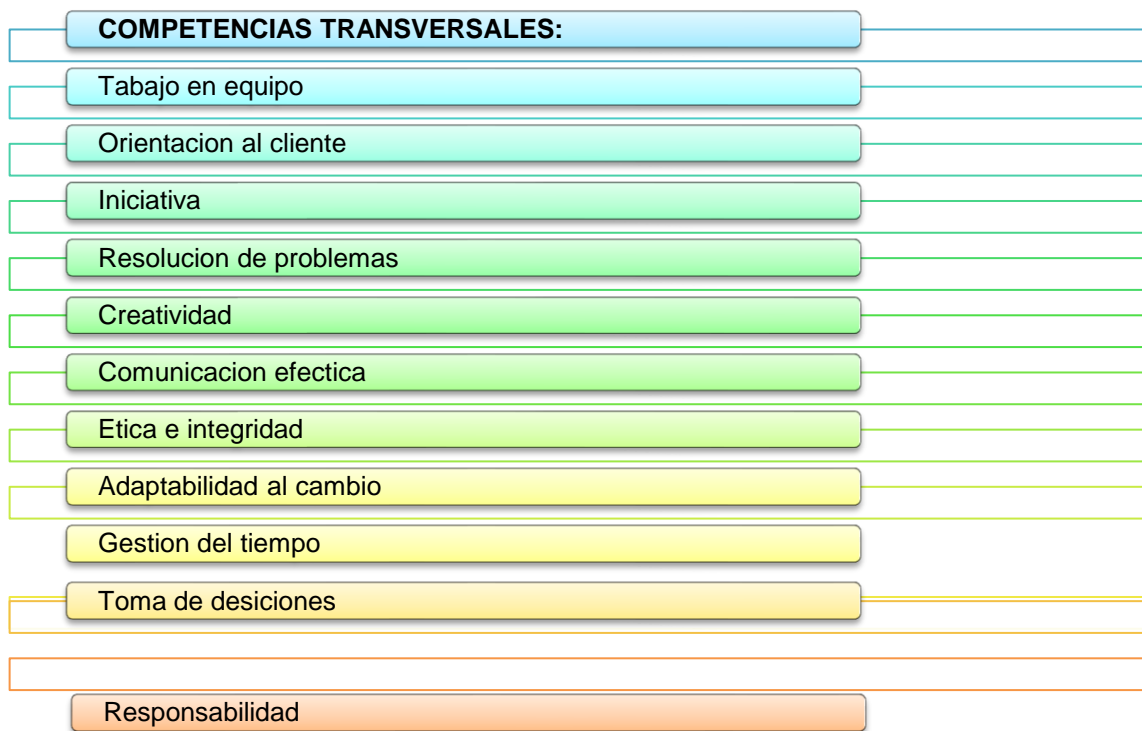 COMPETENCIAS TRANSVERSALES:
Tabajo en equipo
Orientacion al cliente
Iniciativa
Resolucion de problemas
Creatividad
Comunicacion efectica
Etica e integridad
Adaptabilidad al cambio
Gestion del tiempo
Toma de desiciones
Responsabilidad